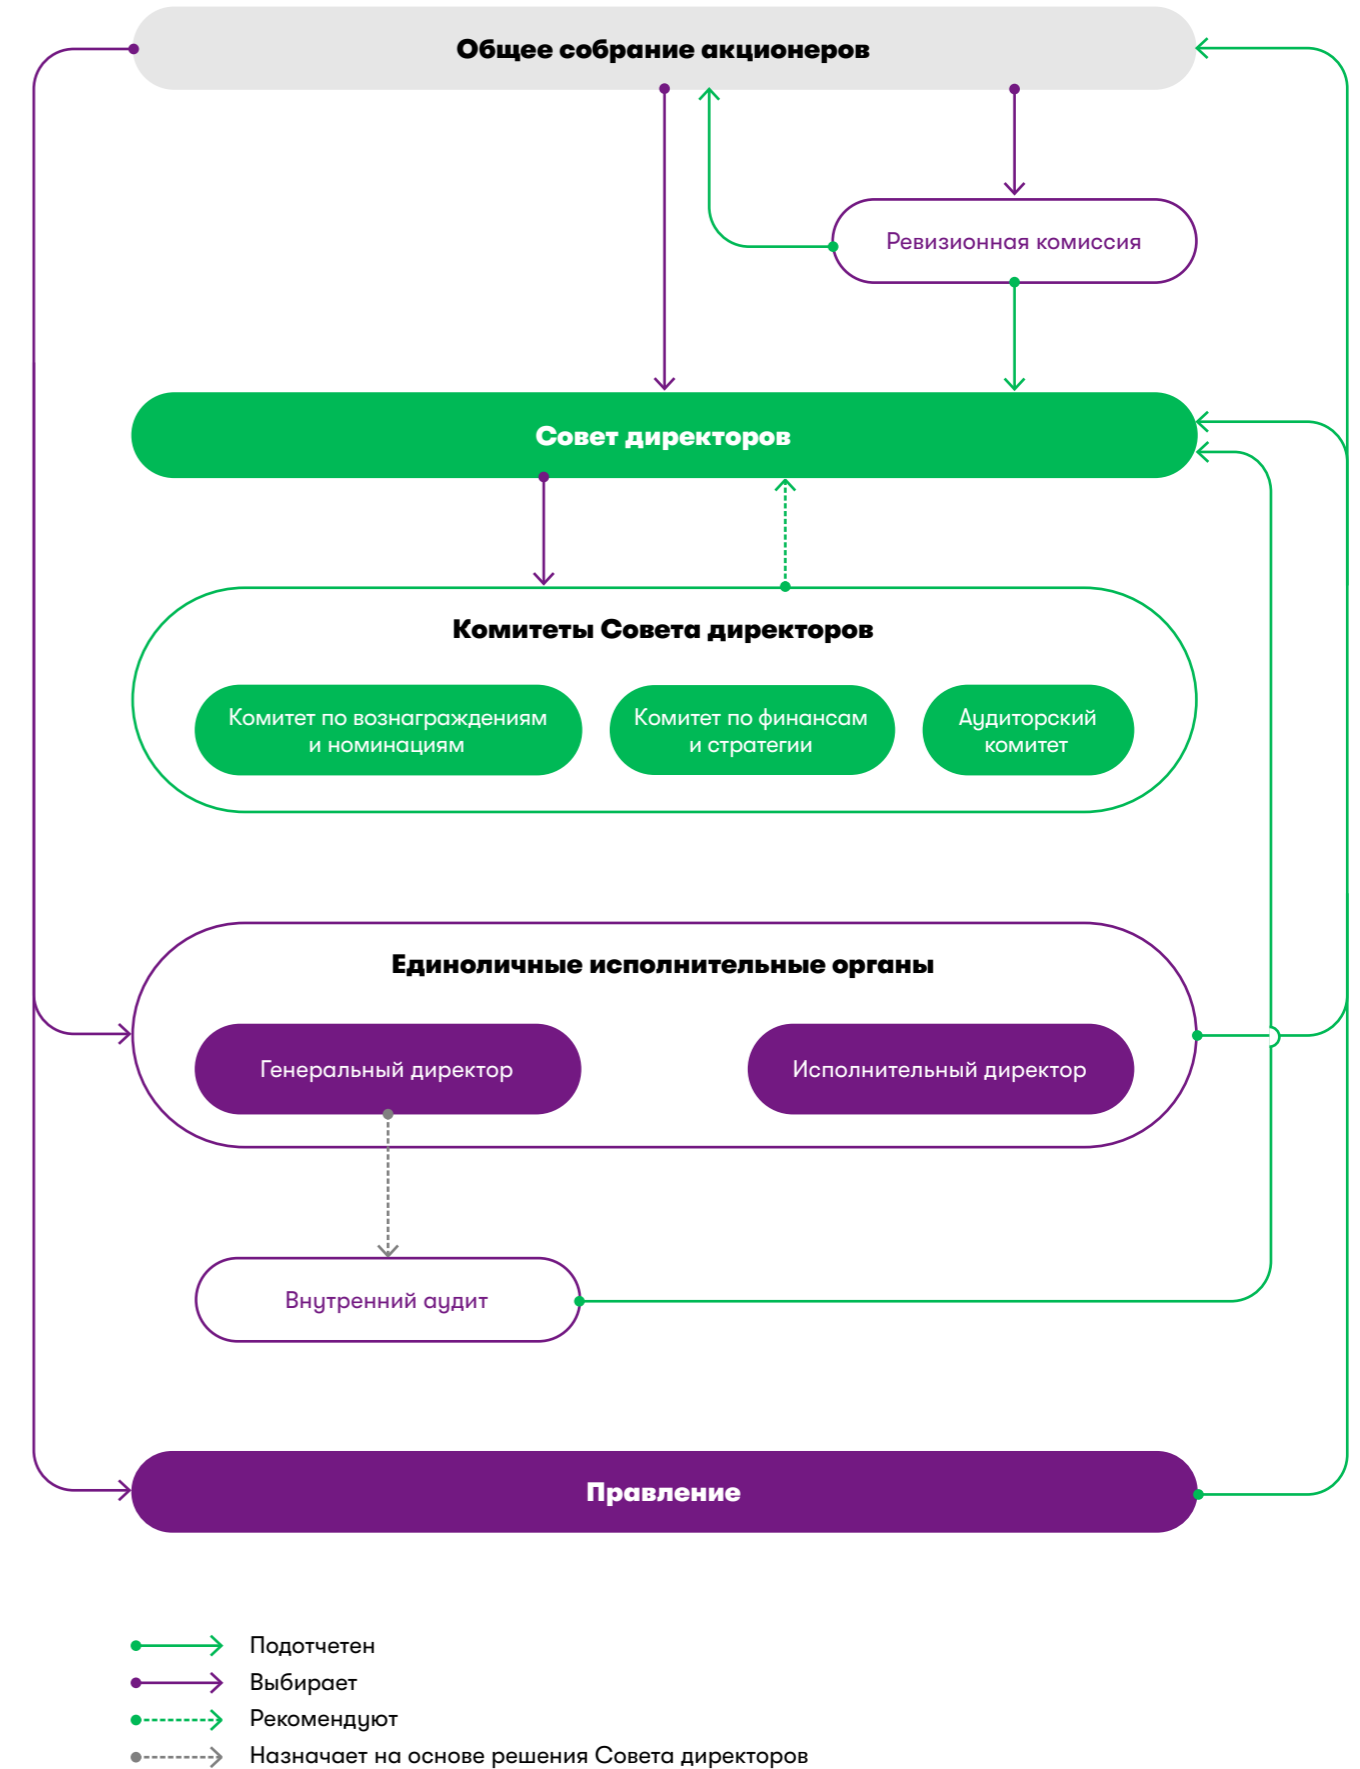 Общее собрание акционеров
Ревизионная комиссия
Совет директоров
Комитеты Совета директоров
Комитет по вознаграждениям
и номинациям
Комитет по финансам
и стратегии
Аудиторский
комитет
Единоличные исполнительные органы
Генеральный директор
Исполнительный директор
Внутренний аудит
Правление
Подотчетен
Выбирает
Рекомендуют
Назначает на основе решения Совета директоров